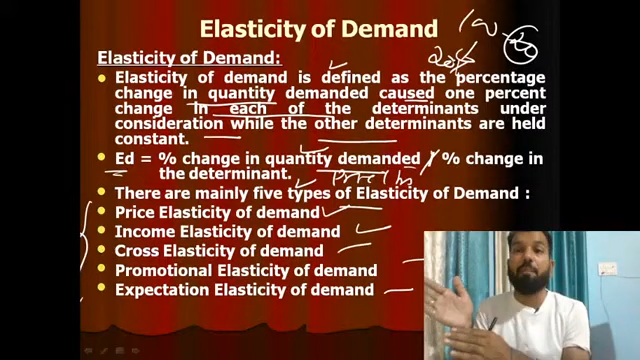 Elasticity of Demand
Elasticity of Demand:
Elasticity of demand is defined as the percentage
change in quantity demanded caused one percent
change in each of the determinants under
consideration while the other determinants are held
constant.
Ed = % change in quantity demanded / % change in
the determinant.
There are mainly five types of Elasticity of Demand :
Price Elasticity of demand
Income Elasticity of demand
Cross Elasticity of demand
Promotional Elasticity of demand
Expectation Elasticity of demand